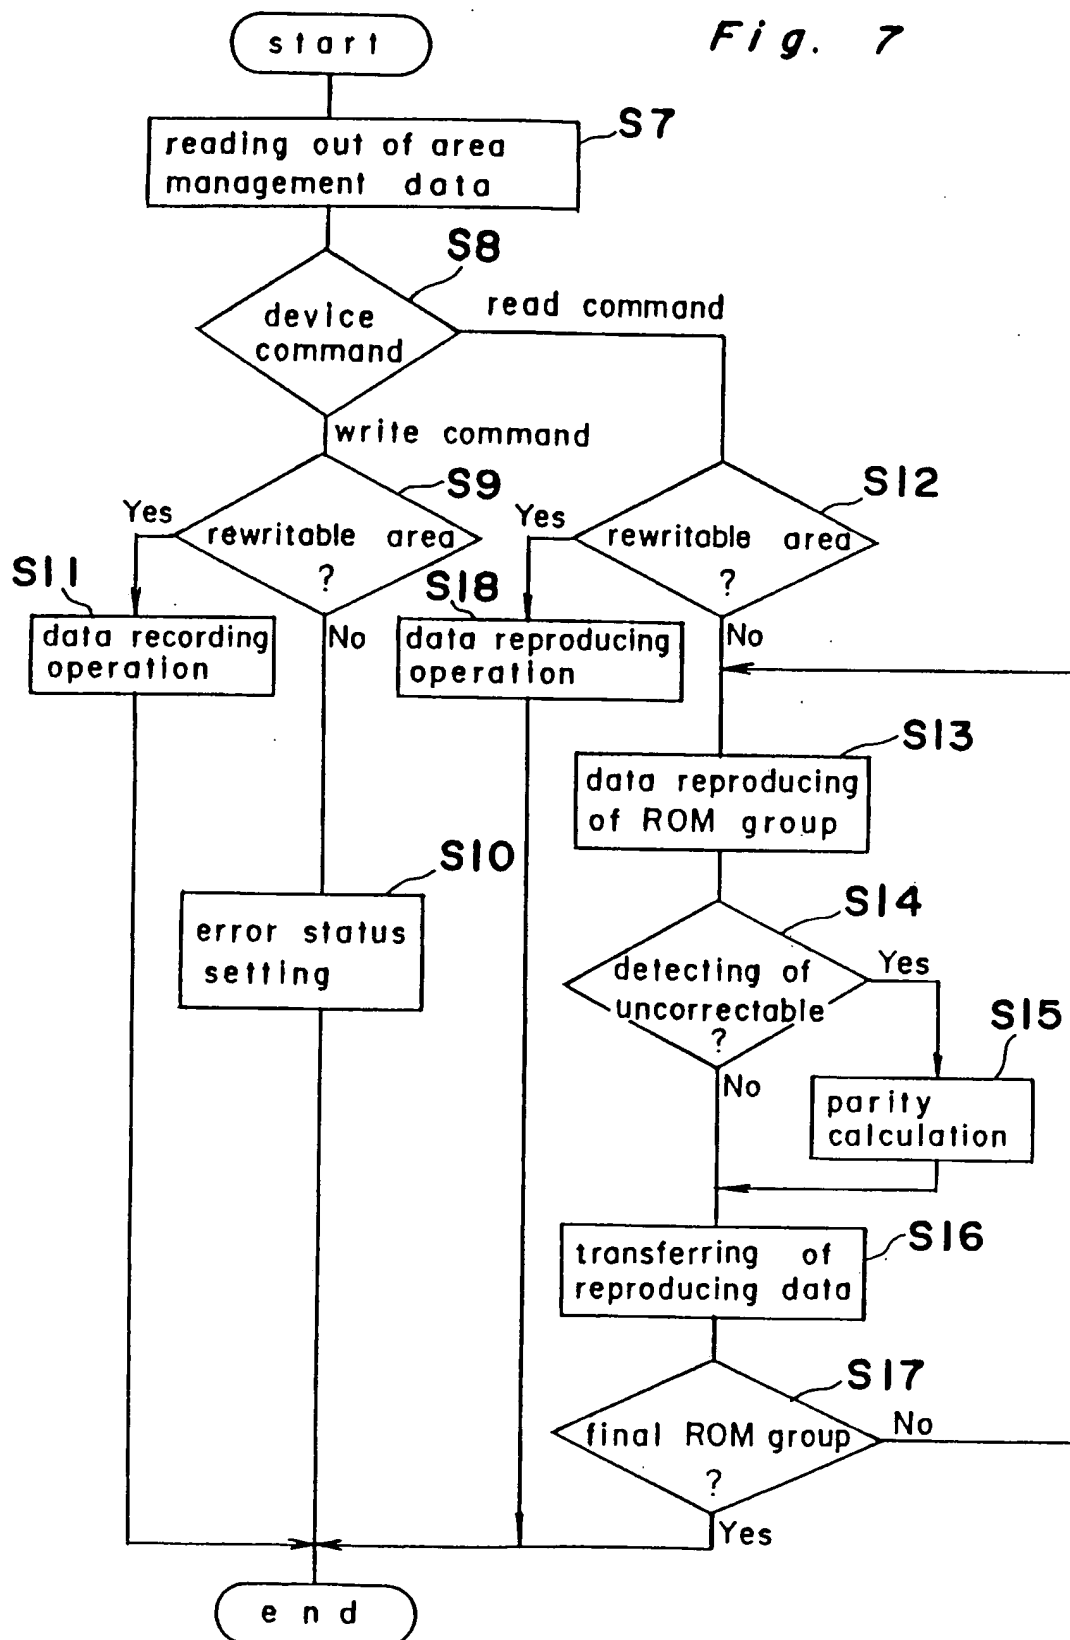 Fig. 7
start
S7
reading out of area
management data
S8
device
command
read command
write command
S9
Yes
rewritable area
?
No
S11
data recording
operation
S10
error status
setting
S12
Yes
rewritable area
?
No
S18
data reproducing
operation
S13
data reproducing
of ROM group
S14
detecting of
uncorrectable
?
Yes
No
S15
parity
calculation
S16
transferring of
reproducing data
S17
final ROM group
?
No
Yes
end